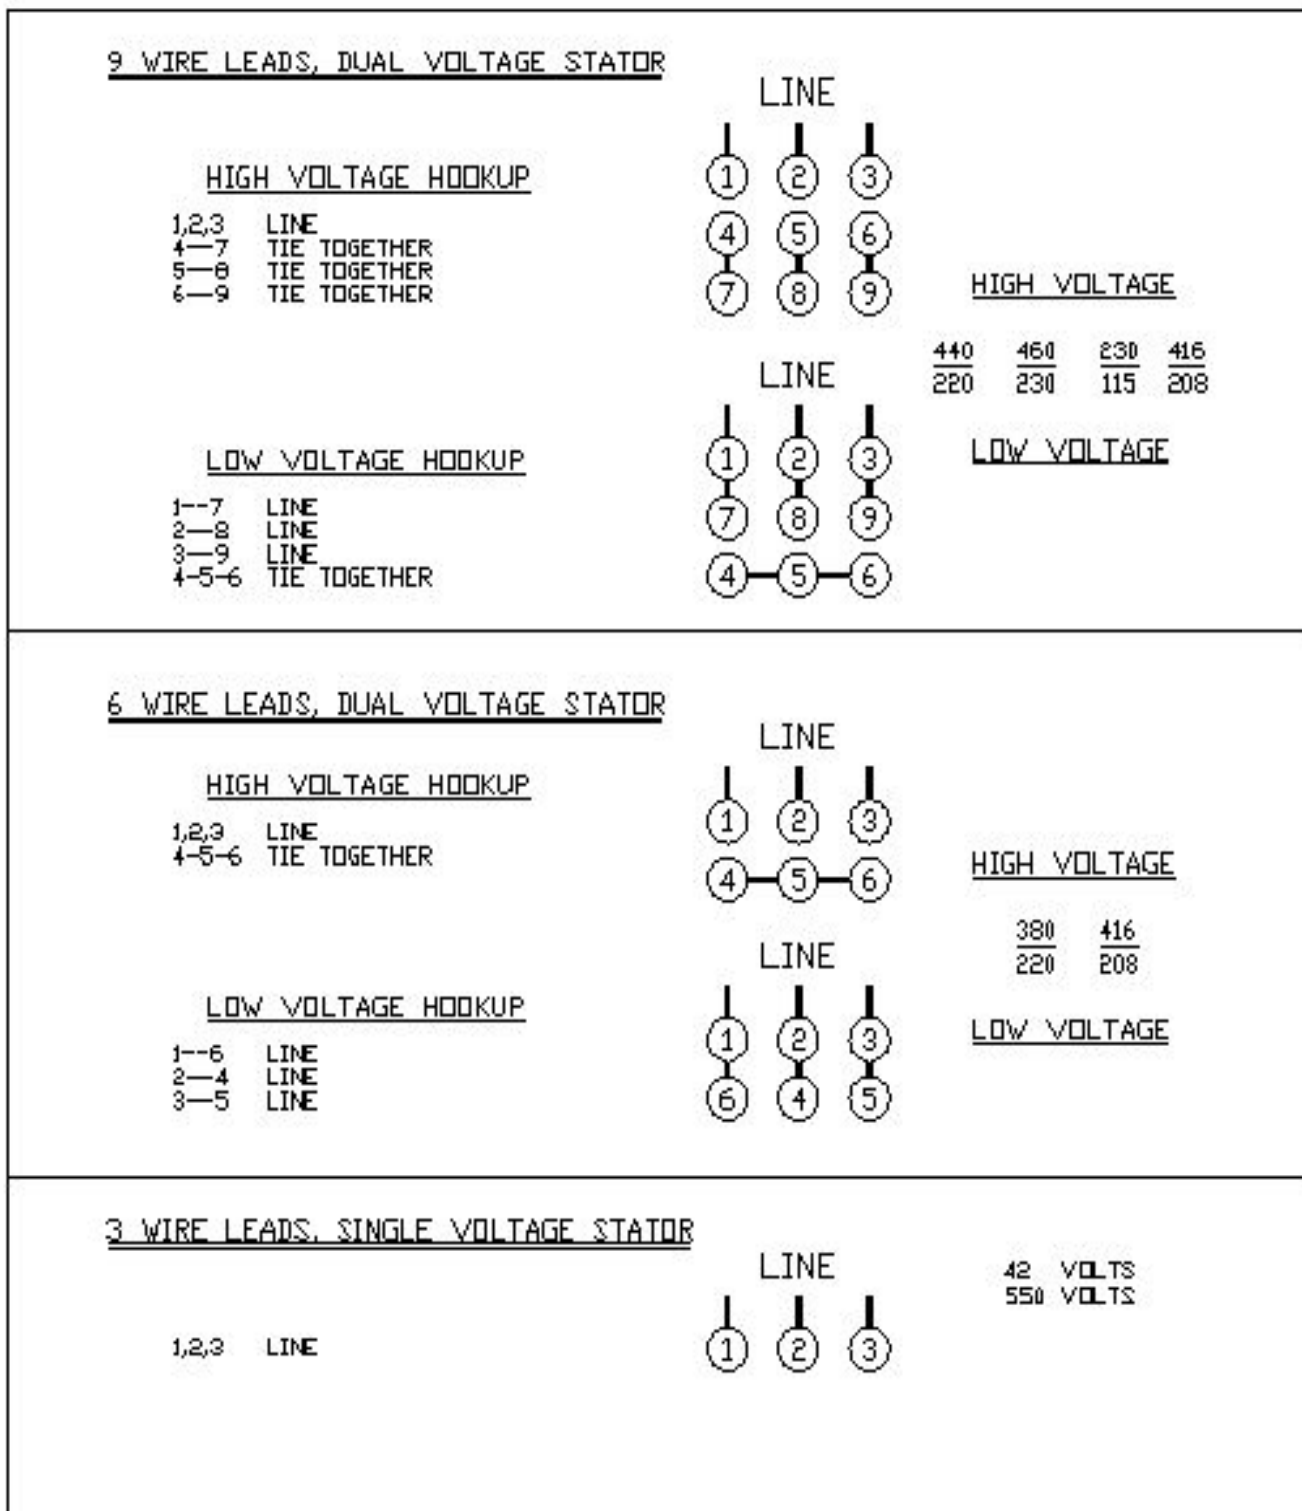 9 WIRE LEADS, DUAL VOLTAGE STATOR
LINE
HIGH VOLTAGE HOOKUP
1 2 3
1,2,3 LINE
4--7 TIE TOGETHER
5--8 TIE TOGETHER
6--9 TIE TOGETHER
4 5 6
7 8 9
HIGH VOLTAGE
440 460 230 416
220 230 115 208
LOW VOLTAGE
LINE
LOW VOLTAGE HOOKUP
1 2 3
1--7 LINE
2--8 LINE
3--9 LINE
4-5-6 TIE TOGETHER
7 8 9
4 5 6
6 WIRE LEADS, DUAL VOLTAGE STATOR
LINE
HIGH VOLTAGE HOOKUP
1 2 3
1,2,3 LINE
4-5-6 TIE TOGETHER
4 5 6
HIGH VOLTAGE
380 416
220 208
LOW VOLTAGE
LINE
LOW VOLTAGE HOOKUP
1 2 3
1--6 LINE
2--4 LINE
3--5 LINE
6 4 5
3 WIRE LEADS, SINGLE VOLTAGE STATOR
LINE
42 VOLTS
550 VOLTS
1,2,3 LINE
1 2 3